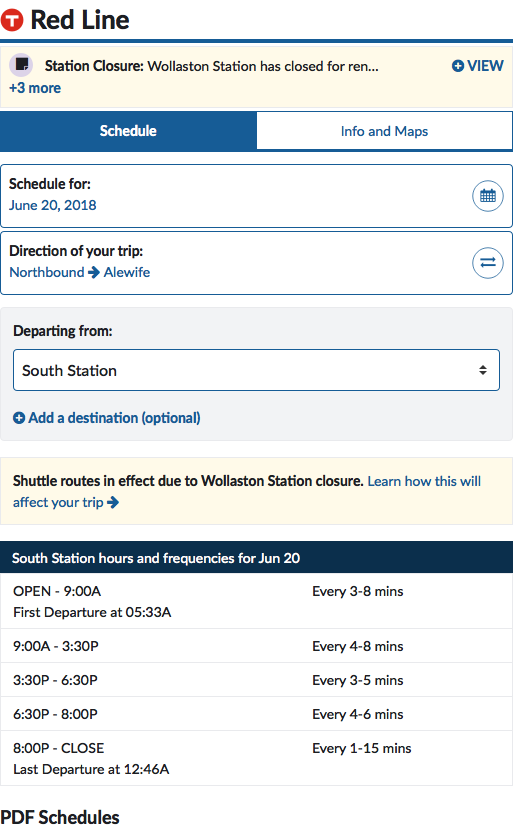 T Red Line
Station Closure: Wollaston Station has closed for ren... VIEW
+3 more
Schedule Info and Maps
Schedule for:
June 20, 2018
Direction of your trip:
Northbound → Alewife
Departing from:
South Station
Add a destination (optional)
Shuttle routes in effect due to Wollaston Station closure. Learn how this will
affect your trip →
South Station hours and frequencies for Jun 20
OPEN - 9:00A Every 3-8 mins
First Departure at 05:33A
9:00A - 3:30P Every 4-8 mins
3:30P - 6:30P Every 3-5 mins
6:30P - 8:00P Every 4-6 mins
8:00P - CLOSE Every 1-15 mins
Last Departure at 12:46A
PDF Schedules